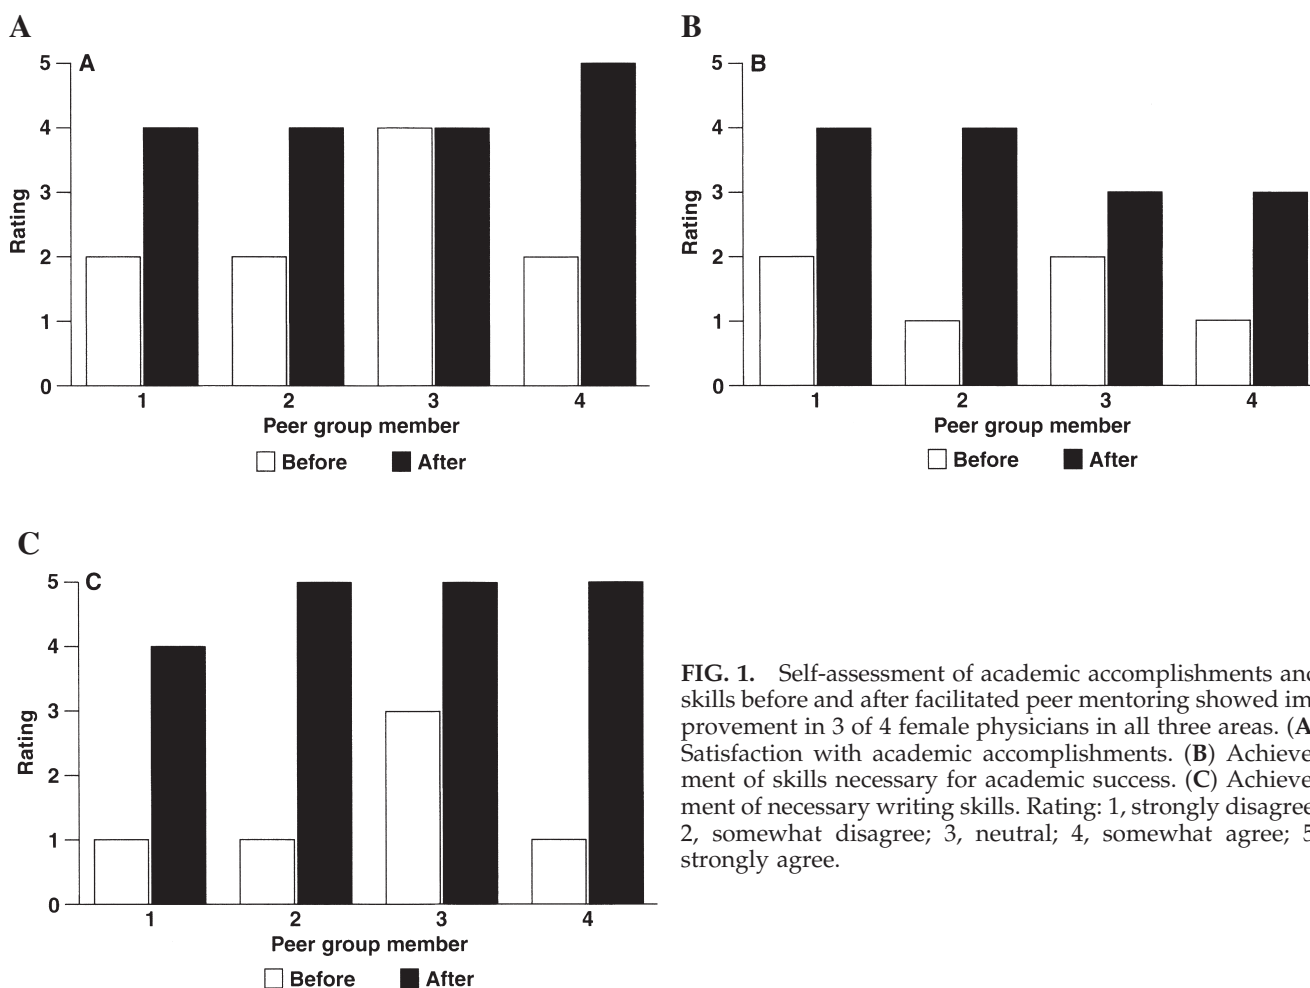 A
A
5
4
3
2
1
0
Rating
1 2 3 4
Peer group member
Before After
B
B
5
4
3
2
1
0
Rating
1 2 3 4
Peer group member
Before After
C
C
5
4
3
2
1
0
Rating
1 2 3 4
Peer group member
Before After
FIG. 1. Self-assessment of academic accomplishments and
skills before and after facilitated peer mentoring showed im
provement in 3 of 4 female physicians in all three areas. (A
Satisfaction with academic accomplishments. (B) Achieve
ment of skills necessary for academic success. (C) Achieve
ment of necessary writing skills. Rating: 1, strongly disagree
2, somewhat disagree; 3, neutral; 4, somewhat agree; 5
strongly agree.